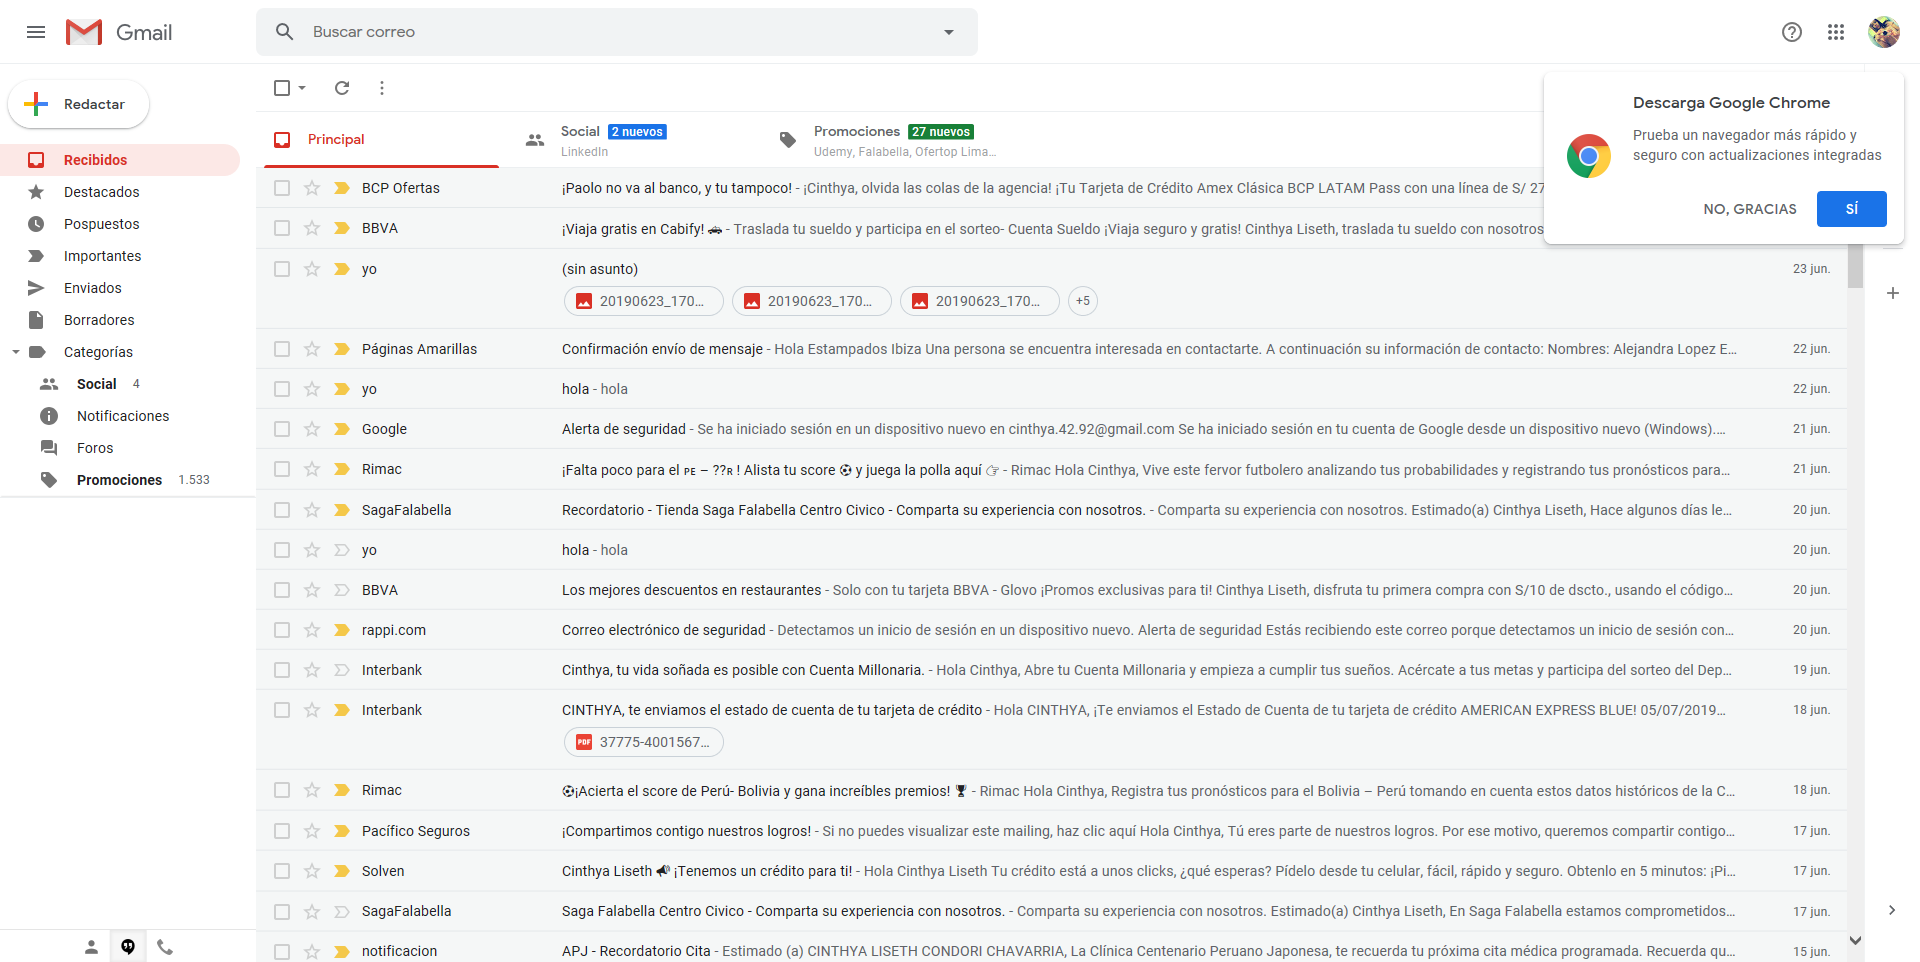 Gmail
Buscar correo
Redactar
Recibidos
Destacados
Pospuestos
Importantes
Enviados
Borradores
Categorías
Social 4
Notificaciones
Foros
Promociones 1.533
Principal
Social 2 nuevos
LinkedIn
Promociones 27 nuevos
Udemy, Falabella, Ofertop Lima…
Descarga Google Chrome
Prueba un navegador más rápido y
seguro con actualizaciones integradas
NO, GRACIAS SÍ
BCP Ofertas ¡Paolo no va al banco, y tu tampoco! - ¡Cinthya, olvida las colas de la agencia! ¡Tu Tarjeta de Crédito Amex Clásica BCP LATAM Pass con una línea de S/ 27
BBVA ¡Viaja gratis en Cabify! 🚕 - Traslada tu sueldo y participa en el sorteo- Cuenta Sueldo ¡Viaja seguro y gratis! Cinthya Liseth, traslada tu sueldo con nosotros
yo (sin asunto) 23 jun.
20190623_170… 20190623_170… 20190623_170… +5
Páginas Amarillas Confirmación envío de mensaje - Hola Estampados Ibiza Una persona se encuentra interesada en contactarte. A continuación su información de contacto: Nombres: Alejandra Lopez E… 22 jun.
yo hola - hola 22 jun.
Google Alerta de seguridad - Se ha iniciado sesión en un dispositivo nuevo en cinthya.42.92@gmail.com Se ha iniciado sesión en tu cuenta de Google desde un dispositivo nuevo (Windows).… 21 jun.
Rimac ¡Falta poco para el ᴘᴇ – ??ʀ ! Alista tu score ⚽ y juega la polla aquí 👉 - Rimac Hola Cinthya, Vive este fervor futbolero analizando tus probabilidades y registrando tus pronósticos para… 21 jun.
SagaFalabella Recordatorio - Tienda Saga Falabella Centro Civico - Comparta su experiencia con nosotros. - Comparta su experiencia con nosotros. Estimado(a) Cinthya Liseth, Hace algunos días le… 20 jun.
yo hola - hola 20 jun.
BBVA Los mejores descuentos en restaurantes - Solo con tu tarjeta BBVA - Glovo ¡Promos exclusivas para ti! Cinthya Liseth, disfruta tu primera compra con S/10 de dscto., usando el código… 20 jun.
rappi.com Correo electrónico de seguridad - Detectamos un inicio de sesión en un dispositivo nuevo. Alerta de seguridad Estás recibiendo este correo porque detectamos un inicio de sesión con… 20 jun.
Interbank Cinthya, tu vida soñada es posible con Cuenta Millonaria. - Hola Cinthya, Abre tu Cuenta Millonaria y empieza a cumplir tus sueños. Acércate a tus metas y participa del sorteo del Dep… 19 jun.
Interbank CINTHYA, te enviamos el estado de cuenta de tu tarjeta de crédito - Hola CINTHYA, ¡Te enviamos el Estado de Cuenta de tu tarjeta de crédito AMERICAN EXPRESS BLUE! 05/07/2019… 18 jun.
PDF 37775-4001567…
Rimac ⚽¡Acierta el score de Perú- Bolivia y gana increíbles premios! 🏆 - Rimac Hola Cinthya, Registra tus pronósticos para el Bolivia – Perú tomando en cuenta estos datos históricos de la C… 18 jun.
Pacífico Seguros ¡Compartimos contigo nuestros logros! - Si no puedes visualizar este mailing, haz clic aquí Hola Cinthya, Tú eres parte de nuestros logros. Por ese motivo, queremos compartir contigo… 17 jun.
Solven Cinthya Liseth 📣 ¡Tenemos un crédito para ti! - Hola Cinthya Liseth Tu crédito está a unos clicks, ¿qué esperas? Pídelo desde tu celular, fácil, rápido y seguro. Obtenlo en 5 minutos: ¡Pi… 17 jun.
SagaFalabella Saga Falabella Centro Civico - Comparta su experiencia con nosotros. - Comparta su experiencia con nosotros. Estimado(a) Cinthya Liseth, En Saga Falabella estamos comprometidos… 17 jun.
notificacion APJ - Recordatorio Cita - Estimado (a) CINTHYA LISETH CONDORI CHAVARRIA, La Clínica Centenario Peruano Japonesa, te recuerda tu próxima cita médica programada. Recuerda qu… 15 jun.